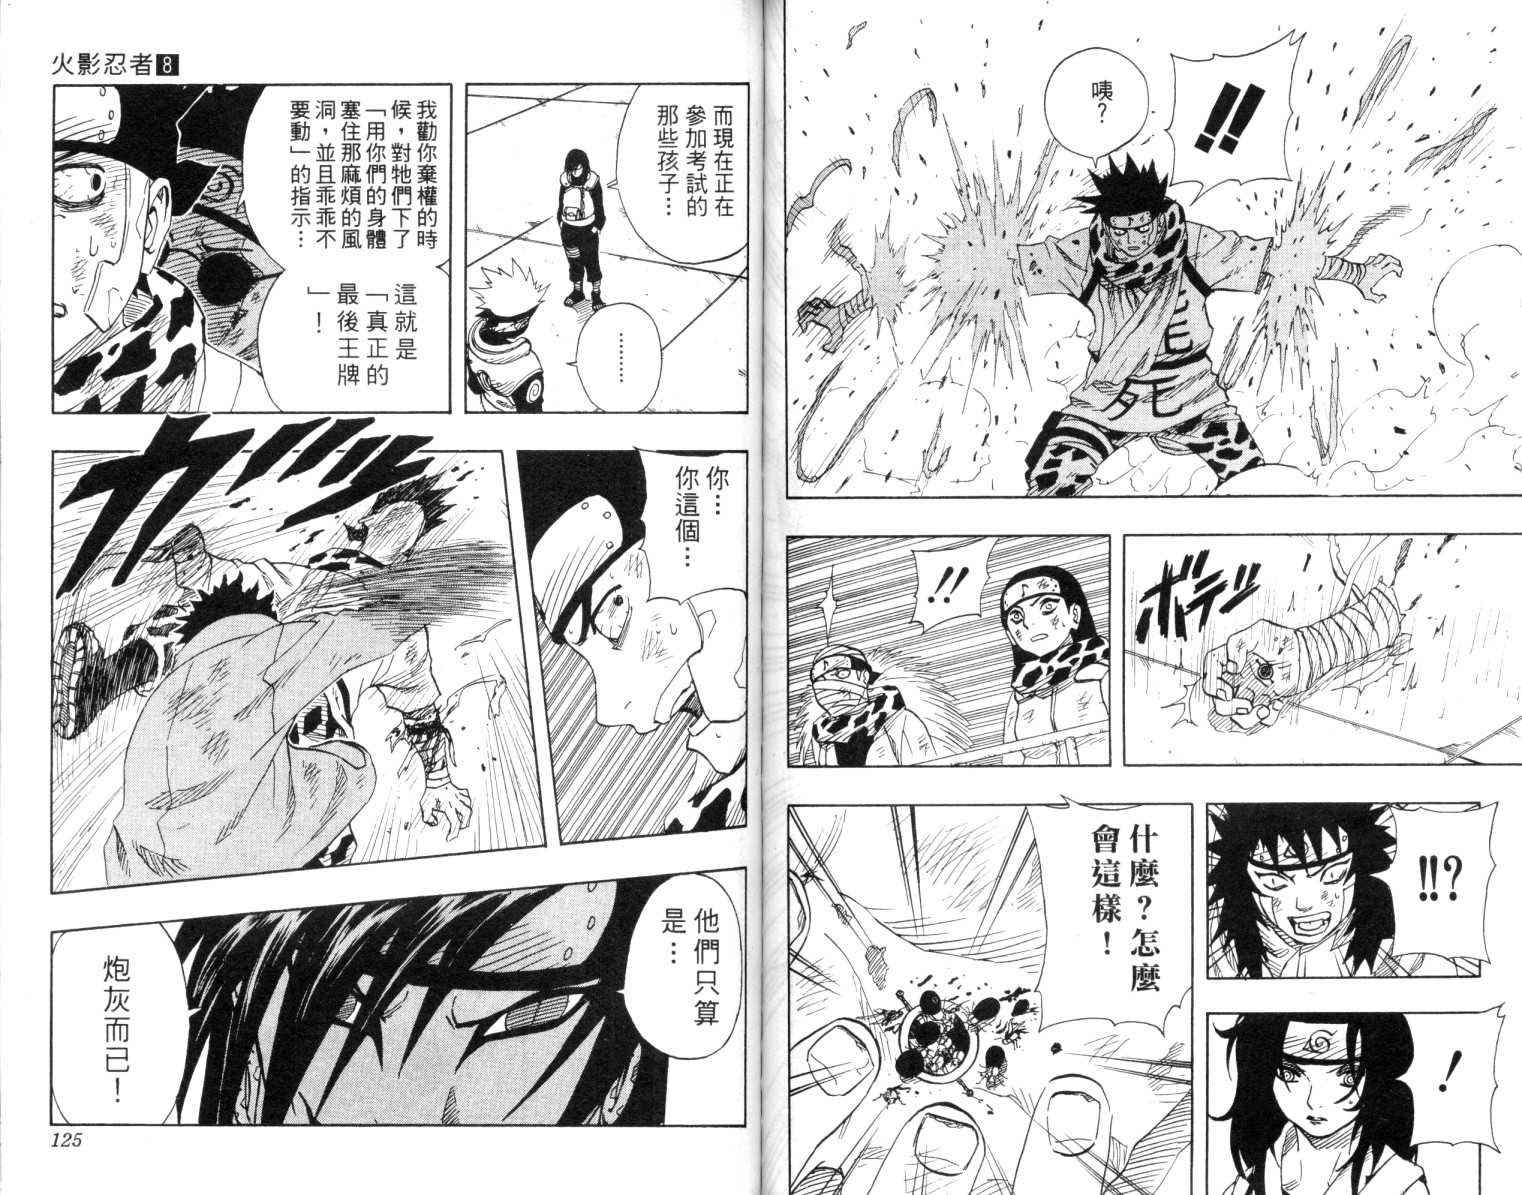 !!
咦?
死
ボテッ
!!
!!?
!
什麼？怎麼
會這樣！
火影忍者8
而現在正在
參加考試的
那些孩子…
………
我勸你棄權的時
候，對牠們下了
「用你們的身體
塞住那麻煩的風
洞，並且乖乖不
要動」的指示…
這就是
「真正的
最後王牌
」！
你…
你這個…
他們只算
是…
炮灰而已！
125